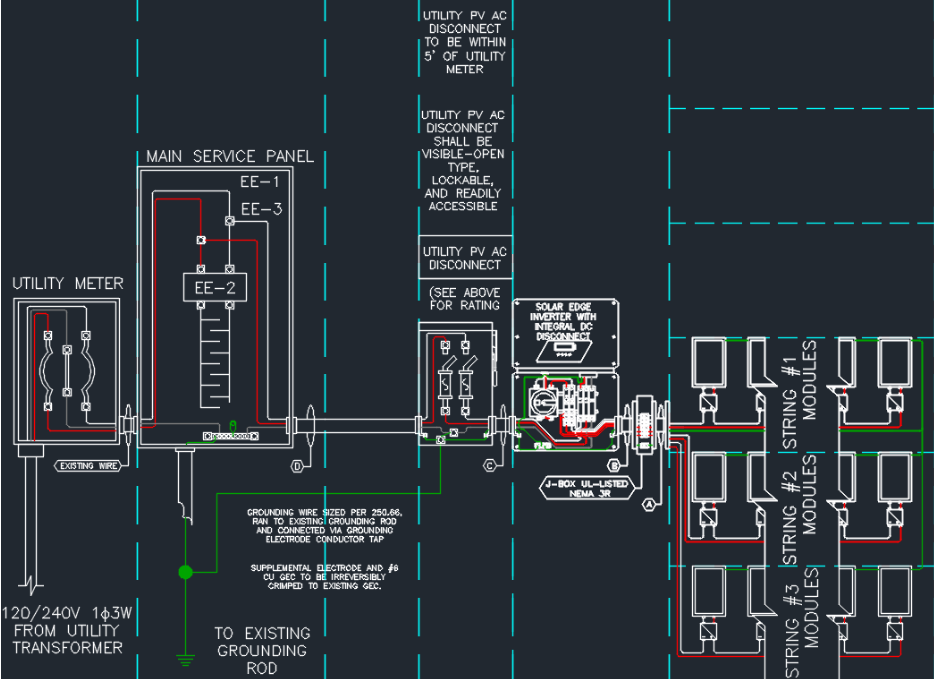 UTILITY PV AC
DISCONNECT
TO BE WITHIN
5' OF UTILITY
METER
UTILITY PV AC
DISCONNECT
SHALL BE
VISIBLE-OPEN
TYPE,
LOCKABLE,
AND READILY
ACCESSIBLE
MAIN SERVICE PANEL
EE-1
EE-3
EE-2
UTILITY PV AC
DISCONNECT
(SEE ABOVE
FOR RATING
UTILITY METER
SOLAR EDGE
INVERTER WITH
INTEGRAL DC
DISCONNECT
STRING #1
MODULES
STRING #2
MODULES
STRING #3
MODULES
EXISTING WIRE
D
C
B
A
J-BOX UL-LISTED
NEMA 3R
GROUNDING WIRE SIZED PER 250.66,
RAN TO EXISTING GROUNDING ROD
AND CONNECTED VIA GROUNDING
ELECTRODE CONDUCTOR TAP
SUPPLEMENTAL ELECTRODE AND #6
CU GEC TO BE IRREVERSIBLY
CRIMPED TO EXISTING GEC.
120/240V 1ϕ3W
FROM UTILITY
TRANSFORMER
TO EXISTING
GROUNDING
ROD